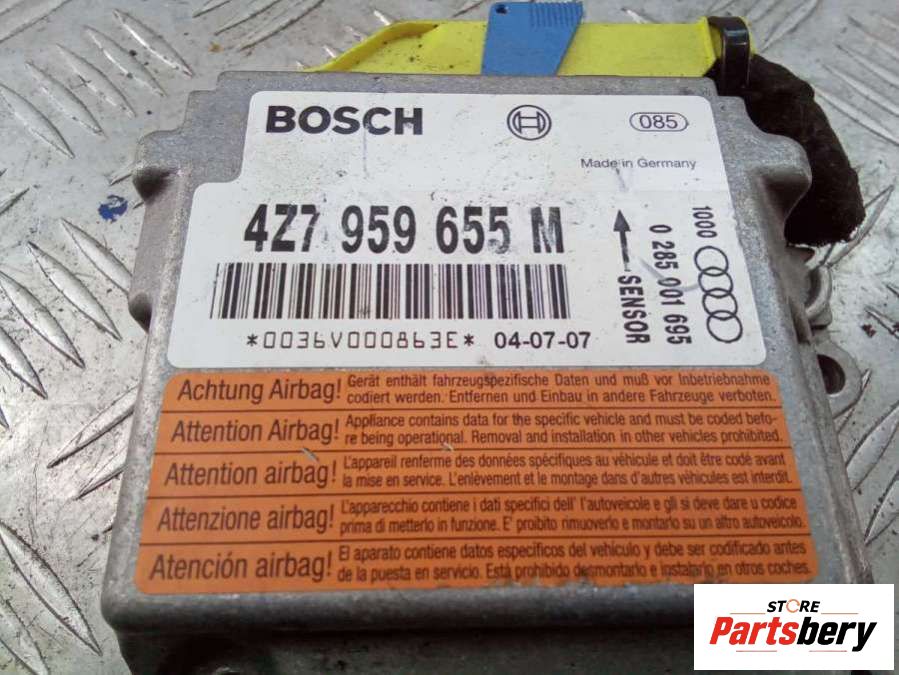 BOSCH
085
Made in Germany
4Z7 959 655 M
*0036V000863E* 04-07-07
SENSOR
0 285 001 695
1000
Achtung Airbag! Gerät enthält fahrzeugspezifische Daten und muß vor Inbetriebnahme
codiert werden. Entfernen und Einbau in andere Fahrzeuge verboten.
Attention Airbag! Appliance contains data for the specific vehicle and must be coded befo-
re being operational. Removal and installation in other vehicles prohibited.
Attention airbag! L'appareil renferme des données spécifiques au véhicule et doit être codé avant
la mise en service. L'enlèvement et le montage dans d'autres véhicules est interdit.
Attenzione airbag! L'apparecchio contiene i dati specifici dell' l'autoveicolo e gli si deve dare u codice
prima di metterlo in funzione. E' proibito rimuoverlo e montarlo su un altro autoveicolo.
Atención airbag! El aparato contiene datos específicos del vehículo y debe ser codificado antes
de la puesta en servicio. Está prohibido desmontarlo e instalarlo en otros coches.
STORE
Partsbery